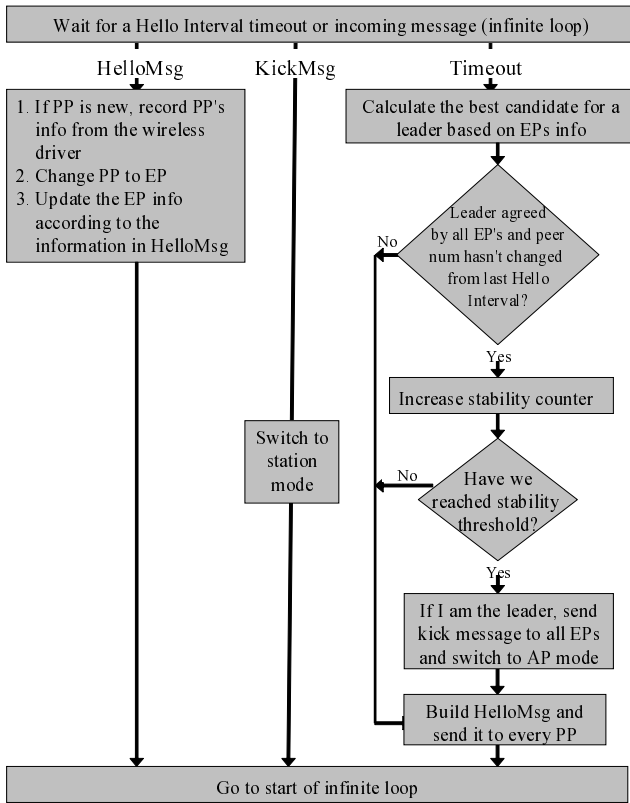 Wait for a Hello Interval timeout or incoming message (infinite loop)
HelloMsg
KickMsg
Timeout
1. If PP is new, record PP's
info from the wireless
driver
2. Change PP to EP
3. Update the EP info
according to the
information in HelloMsg
Switch to
station
mode
Calculate the best candidate for a
leader based on EPs info
Leader agreed
by all EP's and peer
num hasn't changed
from last Hello
Interval?
No
Yes
Increase stability counter
Have we
reached stability
threshold?
No
Yes
If I am the leader, send
kick message to all EPs
and switch to AP mode
Build HelloMsg and
send it to every PP
Go to start of infinite loop